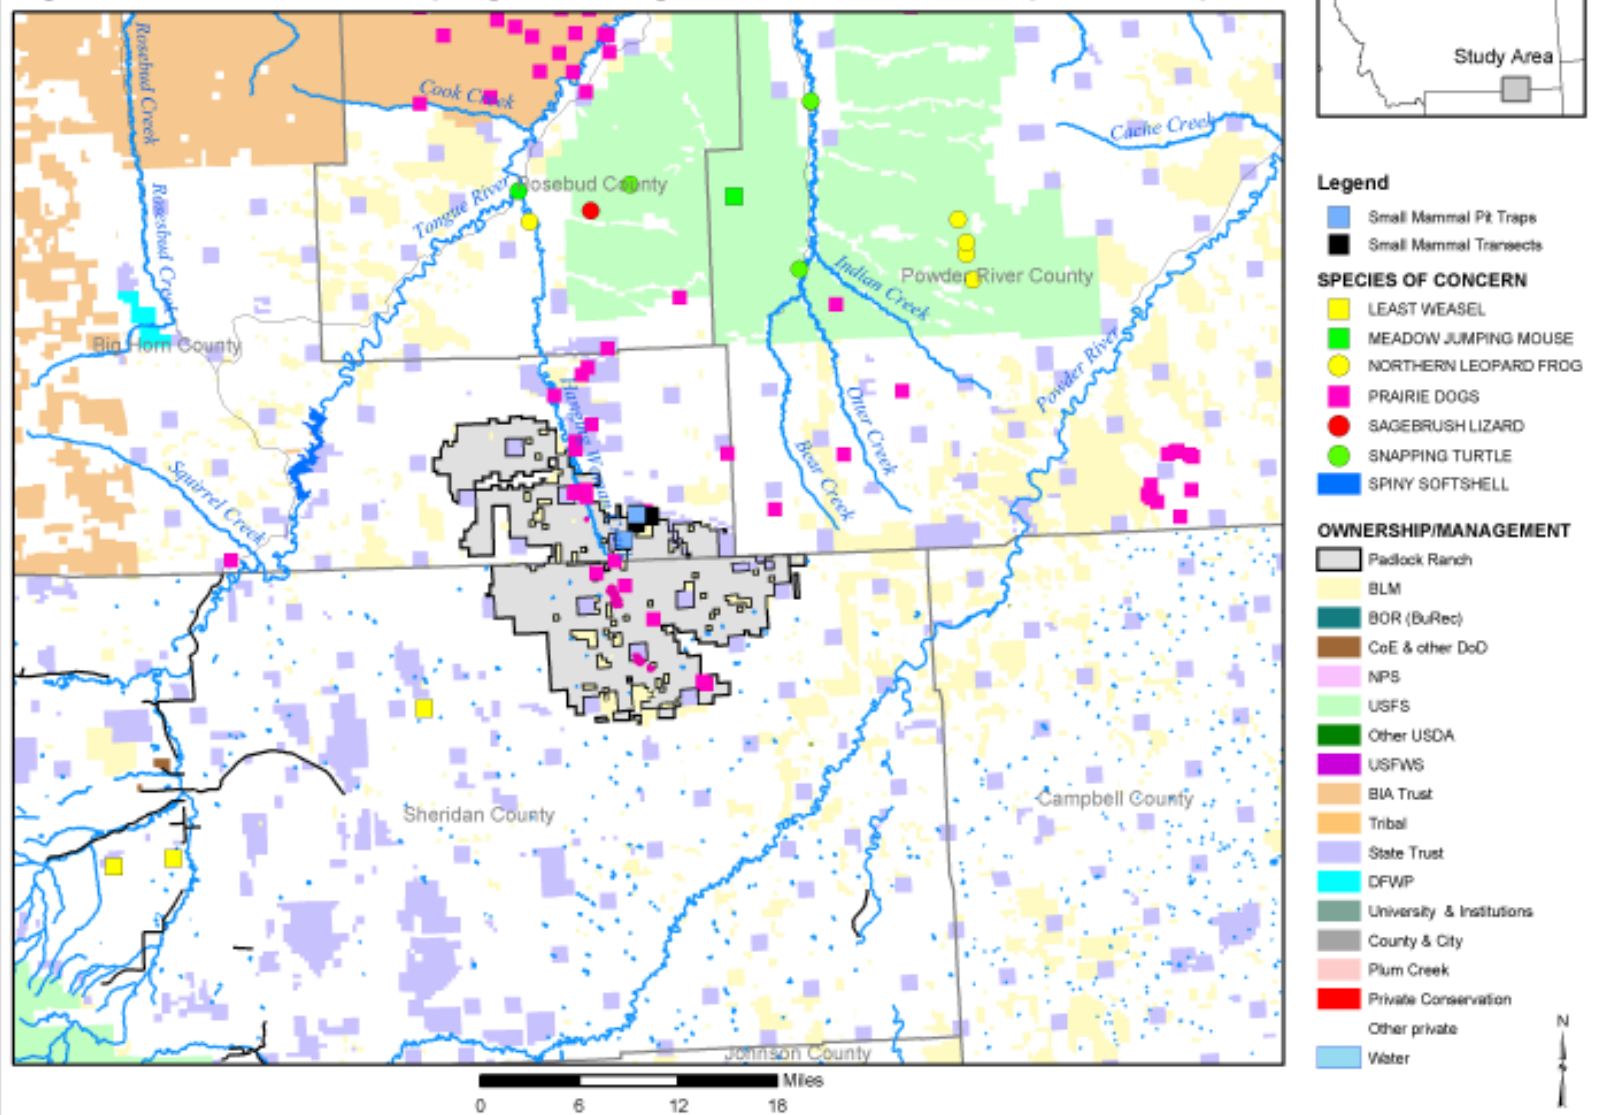 Study Area
Rosebud Creek
Cook Creek
Cache Creek
Rosebud County
Tongue River
Rosebud Creek
Indian Creek
Powder River County
Big Horn County
Powder River
Otter Creek
Bear Creek
Squirrel Creek
Sheridan County
Campbell County
Johnson County
Miles
0 6 12 18
Legend
Small Mammal Pit Traps
Small Mammal Transects
SPECIES OF CONCERN
LEAST WEASEL
MEADOW JUMPING MOUSE
NORTHERN LEOPARD FROG
PRAIRIE DOGS
SAGEBRUSH LIZARD
SNAPPING TURTLE
SPINY SOFTSHELL
OWNERSHIP/MANAGEMENT
Padlock Ranch
BLM
BOR (BuRec)
CoE & other DoD
NPS
USFS
Other USDA
USFWS
BIA Trust
Tribal
State Trust
DFWP
University & Institutions
County & City
Plum Creek
Private Conservation
Other private
Water
N